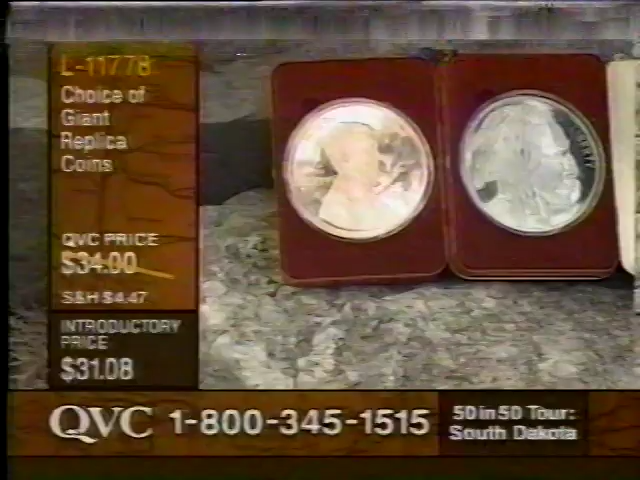 L-11778
Choice of
Giant
Replica
Coins
QVC PRICE
$34.00
S&H $4.47
INTRODUCTORY
PRICE
$31.08
QVC 1-800-345-1515
50 in 50 Tour:
South Dakota